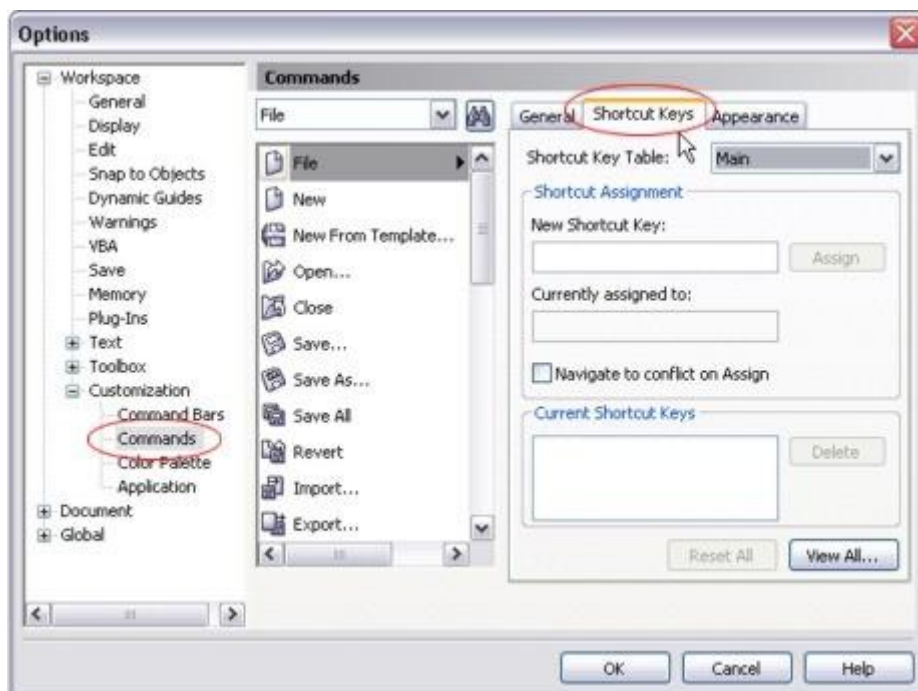 Options
Workspace
General
Display
Edit
Snap to Objects
Dynamic Guides
Warnings
VBA
Save
Memory
Plug-Ins
Text
Toolbox
Customization
Command Bars
Commands
Color Palette
Application
Document
Global
Commands
File
File
New
New From Template...
Open...
Close
Save...
Save As...
Save All
Revert
Import...
Export...
General
Shortcut Keys
Appearance
Shortcut Key Table:
Main
Shortcut Assignment
New Shortcut Key:
Assign
Currently assigned to:
Navigate to conflict on Assign
Current Shortcut Keys
Delete
Reset All
View All...
OK
Cancel
Help